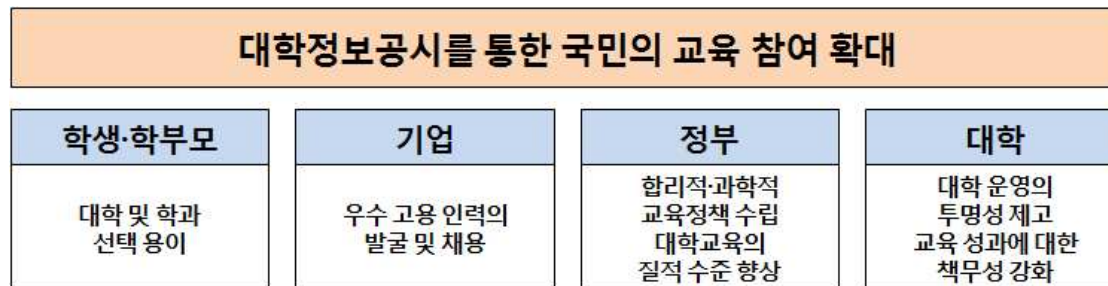 대학정보공시를 통한 국민의 교육 참여 확대
학생·학부모
대학 및 학과
선택 용이
기업
우수 고용 인력의
발굴 및 채용
정부
합리적·과학적
교육정책 수립
대학교육의
질적 수준 향상
대학
대학 운영의
투명성 제고
교육 성과에 대한
책무성 강화